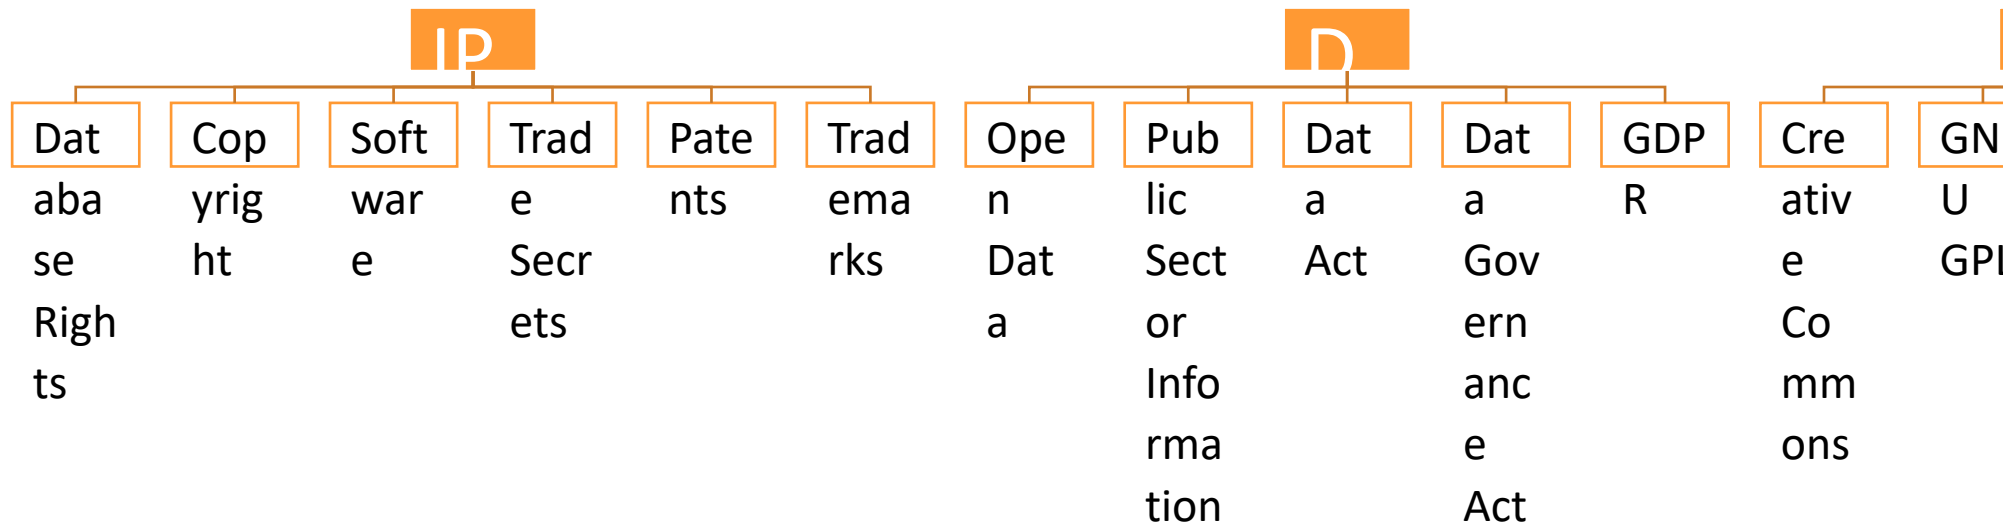 IP
D
Dat
aba
se
Righ
ts
Cop
yrig
ht
Soft
war
e
Trad
e
Secr
ets
Pate
nts
Trad
ema
rks
Ope
n
Dat
a
Pub
lic
Sect
or
Info
rma
tion
Dat
a
Act
Dat
a
Gov
ern
anc
e
Act
GDP
R
Cre
ativ
e
Co
mm
ons
GN
U
GPL